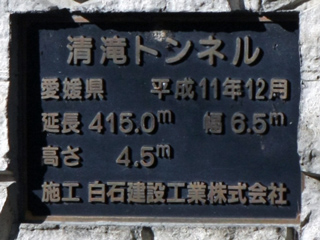 清滝トンネル
愛媛県 平成11年12月
延長 415.0m 幅 6.5m
高さ 4.5m
施工 白石建設工業株式会社